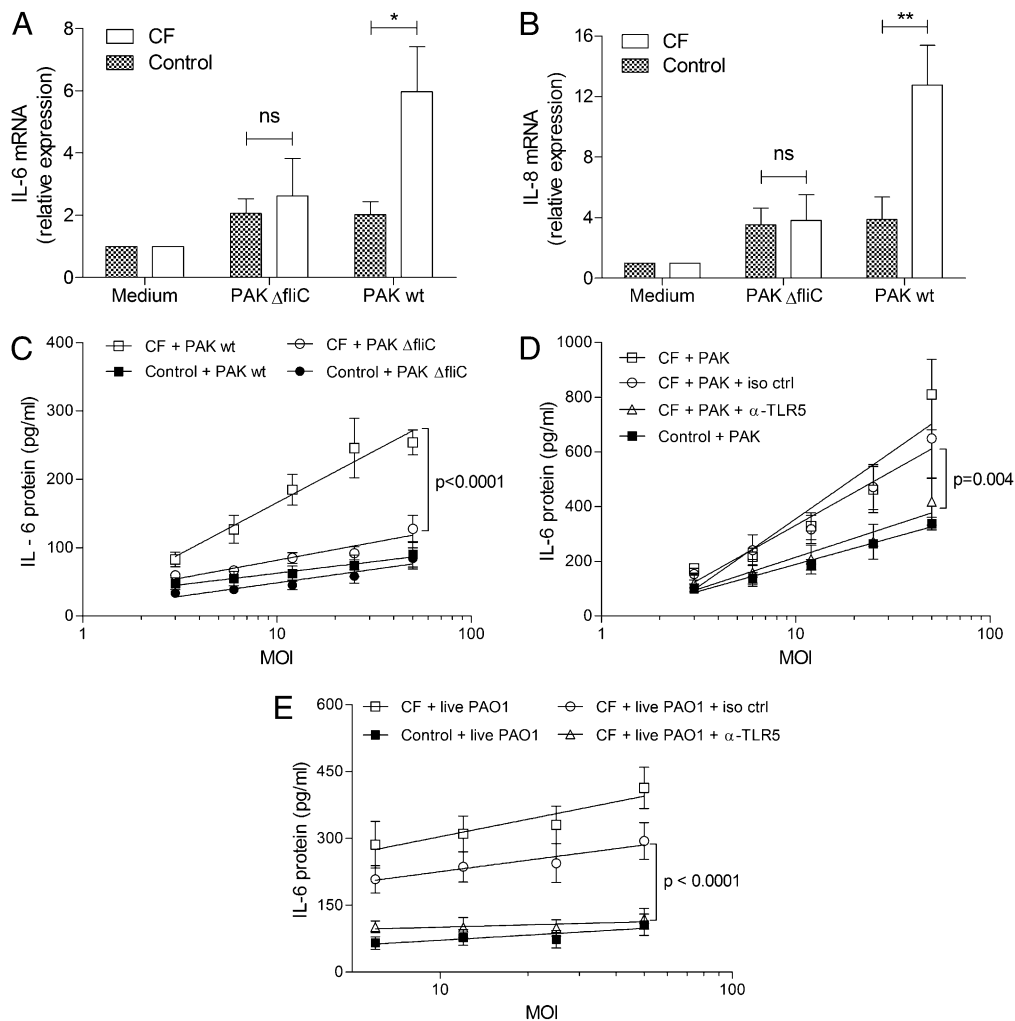 A
8
6
4
2
0
IL-6 mRNA
(relative expression)
CF
Control
ns
*
Medium
PAK ΔfliC
PAK wt
B
16
12
8
4
0
IL-8 mRNA
(relative expression)
CF
Control
ns
**
Medium
PAK ΔfliC
PAK wt
C
400
300
200
100
0
IL - 6 protein (pg/ml)
CF + PAK wt
CF + PAK ΔfliC
Control + PAK wt
Control + PAK ΔfliC
p<0.0001
1
10
100
MOI
D
1000
800
600
400
200
0
IL-6 protein (pg/ml)
CF + PAK
CF + PAK + iso ctrl
CF + PAK + α-TLR5
Control + PAK
p=0.004
1
10
100
MOI
E
600
450
300
150
0
IL-6 protein (pg/ml)
CF + live PAO1
CF + live PAO1 + iso ctrl
Control + live PAO1
CF + live PAO1 + α-TLR5
p < 0.0001
10
100
MOI